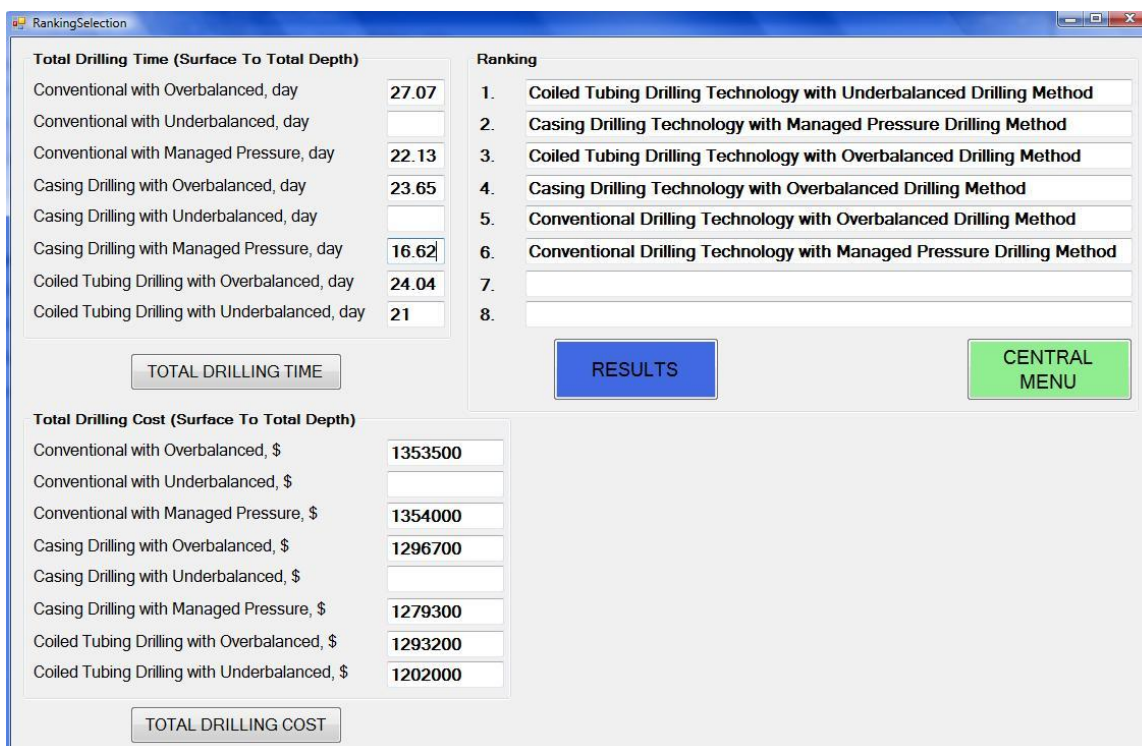 RankingSelection
Total Drilling Time (Surface To Total Depth)
Conventional with Overbalanced, day 27.07
Conventional with Underbalanced, day
Conventional with Managed Pressure, day 22.13
Casing Drilling with Overbalanced, day 23.65
Casing Drilling with Underbalanced, day
Casing Drilling with Managed Pressure, day 16.62
Coiled Tubing Drilling with Overbalanced, day 24.04
Coiled Tubing Drilling with Underbalanced, day 21
TOTAL DRILLING TIME
Ranking
1. Coiled Tubing Drilling Technology with Underbalanced Drilling Method
2. Casing Drilling Technology with Managed Pressure Drilling Method
3. Coiled Tubing Drilling Technology with Overbalanced Drilling Method
4. Casing Drilling Technology with Overbalanced Drilling Method
5. Conventional Drilling Technology with Overbalanced Drilling Method
6. Conventional Drilling Technology with Managed Pressure Drilling Method
7.
8.
RESULTS
CENTRAL
MENU
Total Drilling Cost (Surface To Total Depth)
Conventional with Overbalanced, $ 1353500
Conventional with Underbalanced, $
Conventional with Managed Pressure, $ 1354000
Casing Drilling with Overbalanced, $ 1296700
Casing Drilling with Underbalanced, $
Casing Drilling with Managed Pressure, $ 1279300
Coiled Tubing Drilling with Overbalanced, $ 1293200
Coiled Tubing Drilling with Underbalanced, $ 1202000
TOTAL DRILLING COST